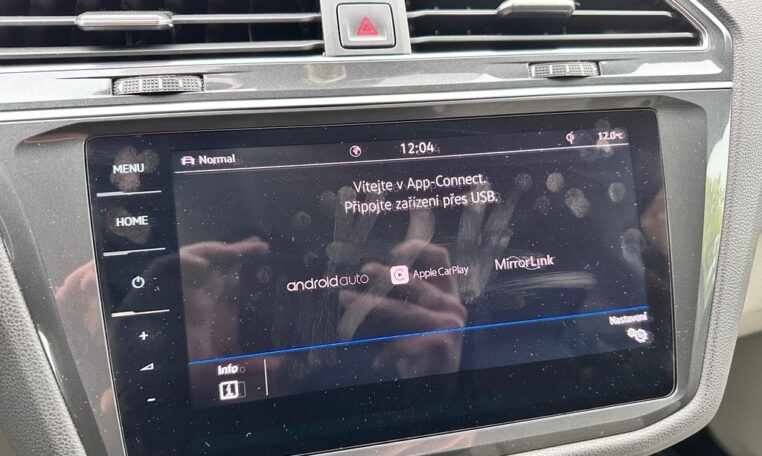 MENU
HOME
Normal
12:04
12.0°C
Vítejte v App-Connect.
Připojte zařízení přes USB.
androidauto
Apple CarPlay
MirrorLink
Nastavení
Info